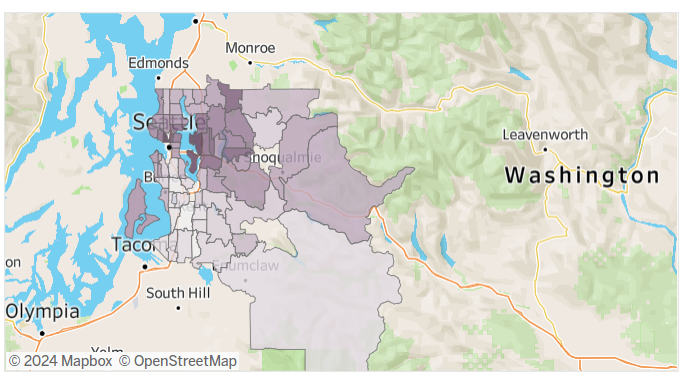 Monroe
Edmonds
Seattle
Leavenworth
Snoqualmie
Washington
B
Tacoma
on
Enumclaw
South Hill
Olympia
Yelm
© 2024 Mapbox © OpenStreetMap